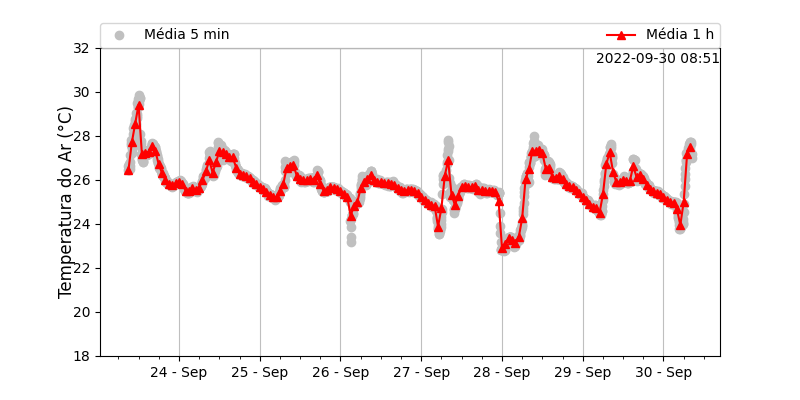 Média 5 min
Média 1 h
2022-09-30 08:51
Temperatura do Ar (°C)
32
30
28
26
24
22
20
18
24 - Sep
25 - Sep
26 - Sep
27 - Sep
28 - Sep
29 - Sep
30 - Sep